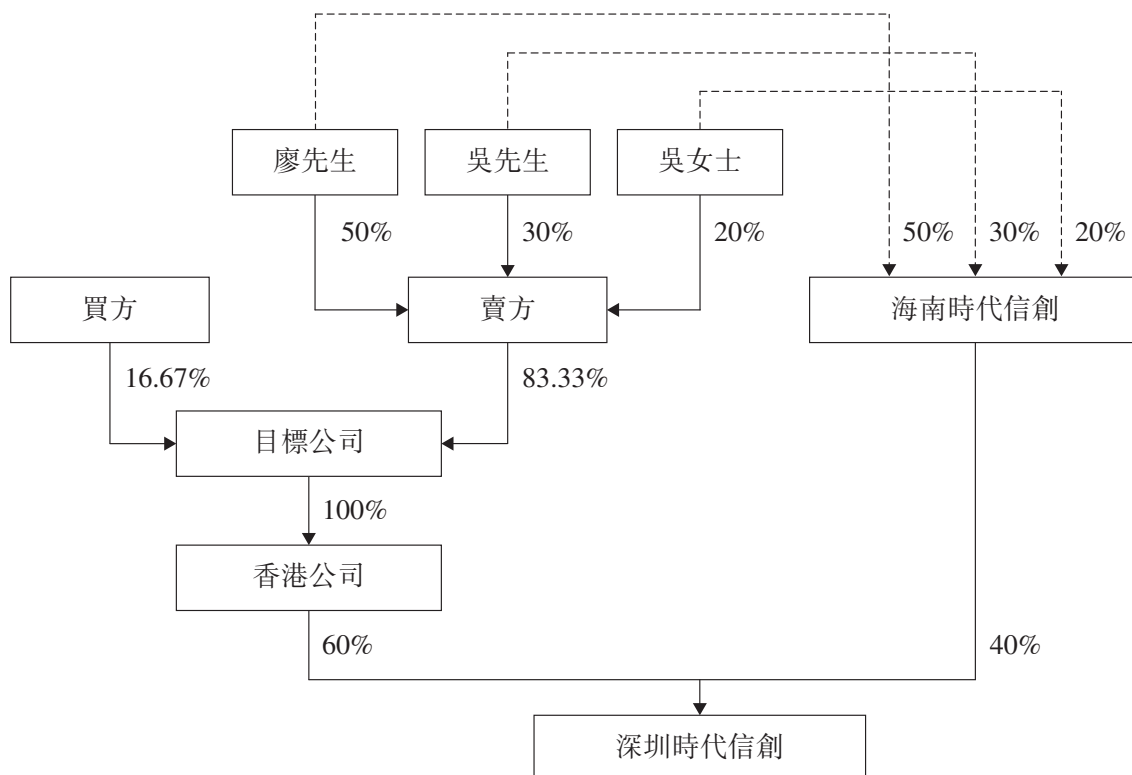 廖先生
吳先生
吳女士
50%
30%
20%
50%
30%
20%
買方
賣方
海南時代信創
16.67%
83.33%
目標公司
100%
香港公司
60%
40%
深圳時代信創